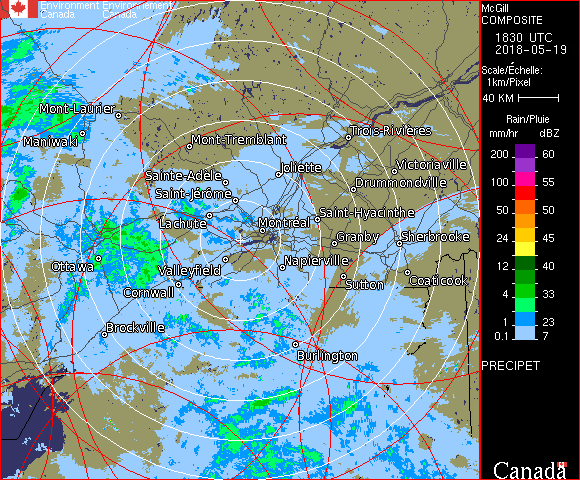 Environment Environnement
Canada Canada
McGill
COMPOSITE
1830 UTC
2018-05-19
Scale/Échelle:
1km/Pixel
40 KM
Rain/Pluie
mm/hr dBZ
200 60
100 55
50 50
24 45
12 40
4 33
1 23
0.1 7
PRECIPET
Mont-Laurier
Maniwaki
Mont-Tremblant
Trois-Rivières
Joliette
Victoriaville
Sainte-Adèle
Drummondville
Saint-Jérôme
Lachute
Saint-Hyacinthe
Montréal
Granby
Sherbrooke
Ottawa
Valleyfield
Napierville
Cornwall
Sutton
Coaticook
Brockville
Burlington
Canada